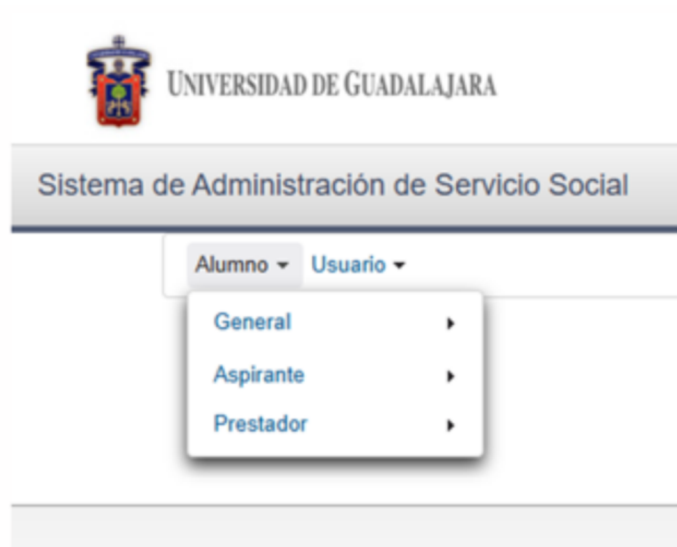 UNIVERSIDAD DE GUADALAJARA
Sistema de Administración de Servicio Social
Alumno Usuario
General
Aspirante
Prestador